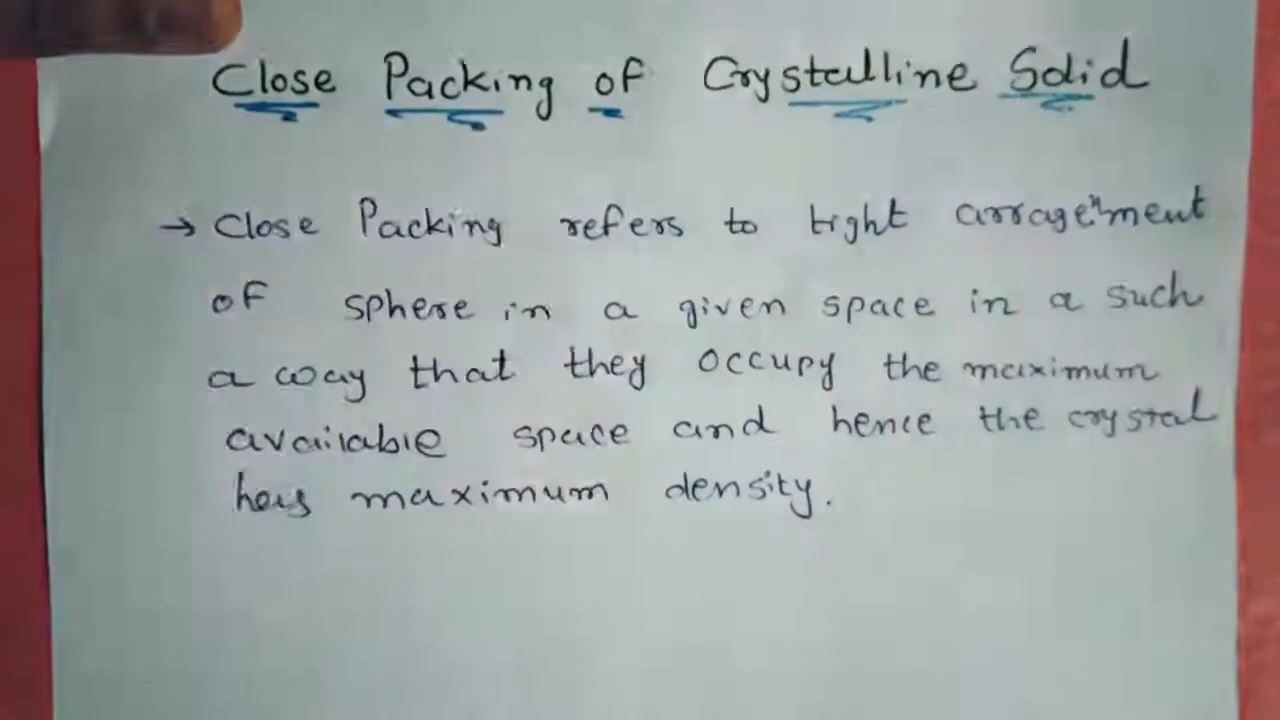 Close Packing of Crystalline Solid
→ Close Packing refers to tight arragenment
of sphere in a given space in a such
a way that they occupy the maximum
available space and hence the crystal
has maximum density.